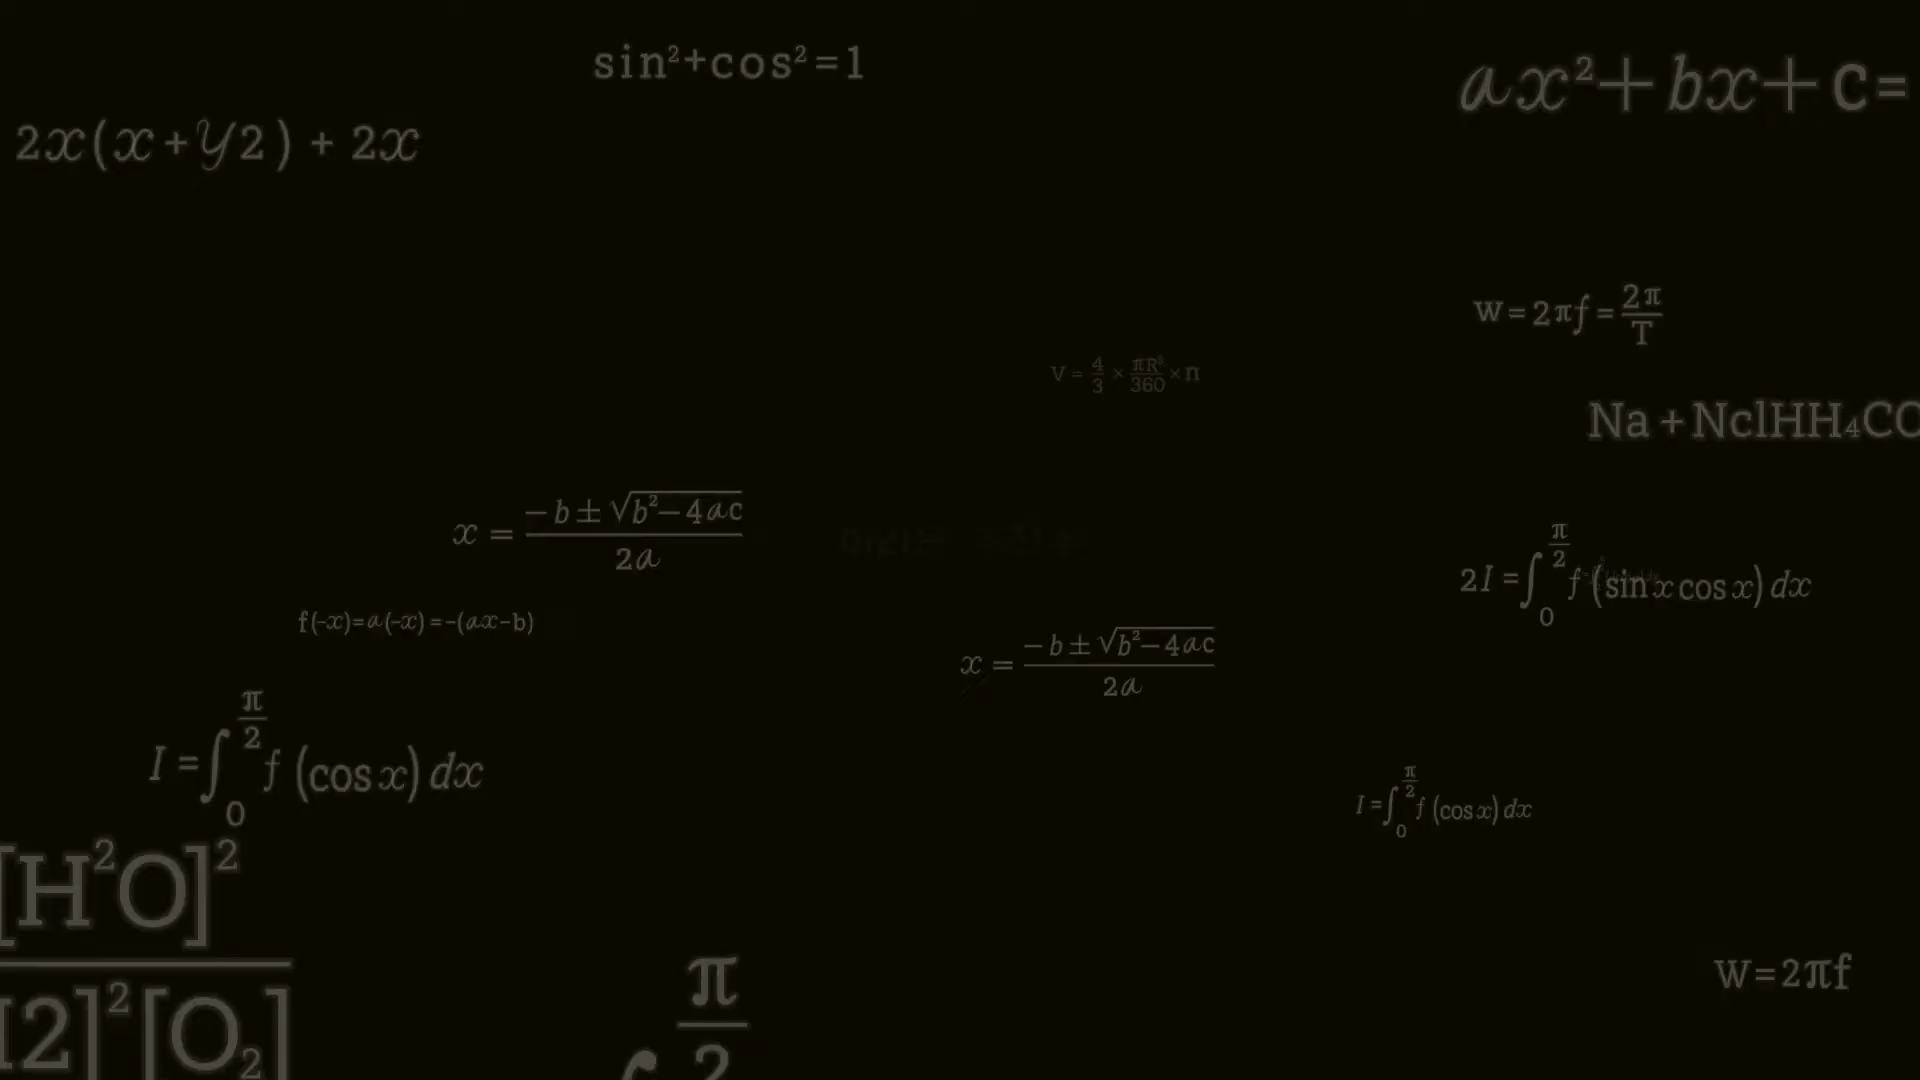 sin²+cos²=1
ax²+bx+c=
2x(x+y2)+2x
W=2πf=2π/T
V=4/3×πR³/360×n
Na+NclHH₄CO
x=-b±√b²-4ac/2a
2I=∫₀^π/2 f(sin x cos x)dx
f(-x)=a(-x)=-(ax-b)
x=-b±√b²-4ac/2a
I=∫₀^π/2 f(cos x)dx
I=∫₀^π/2 f(cos x)dx
[H²O]²
2]²[O₂]
π/2
W=2πf